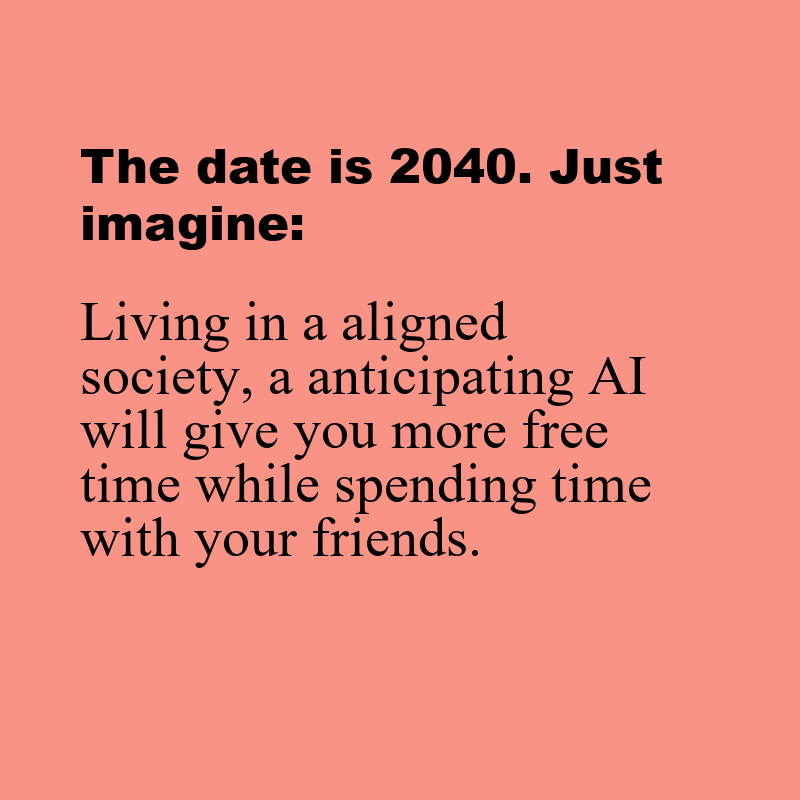 The date is 2040. Just
imagine:
Living in a aligned
society, a anticipating AI
will give you more free
time while spending time
with your friends.